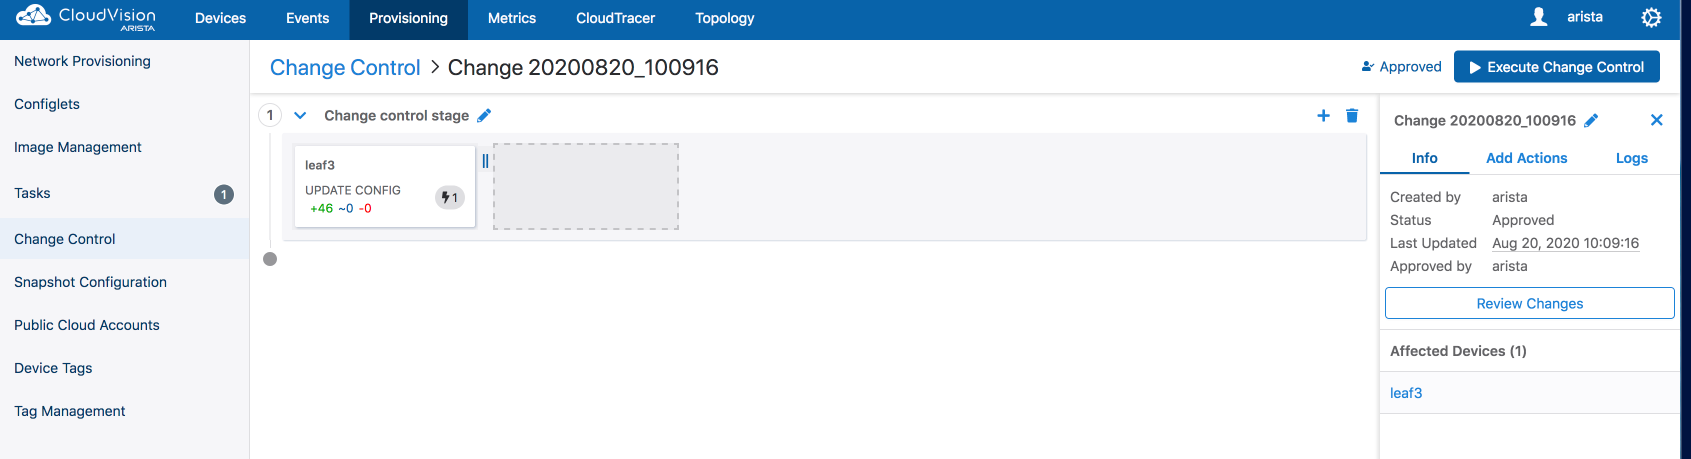 CloudVision
ARISTA
Devices Events Provisioning Metrics CloudTracer Topology arista
Network Provisioning
Configlets
Image Management
Tasks 1
Change Control
Snapshot Configuration
Public Cloud Accounts
Device Tags
Tag Management
Change Control > Change 20200820_100916
Approved Execute Change Control
1 Change control stage
leaf3
UPDATE CONFIG
+46 ~0 -0
1
Change 20200820_100916
Info Add Actions Logs
Created by arista
Status Approved
Last Updated Aug 20, 2020 10:09:16
Approved by arista
Review Changes
Affected Devices (1)
leaf3